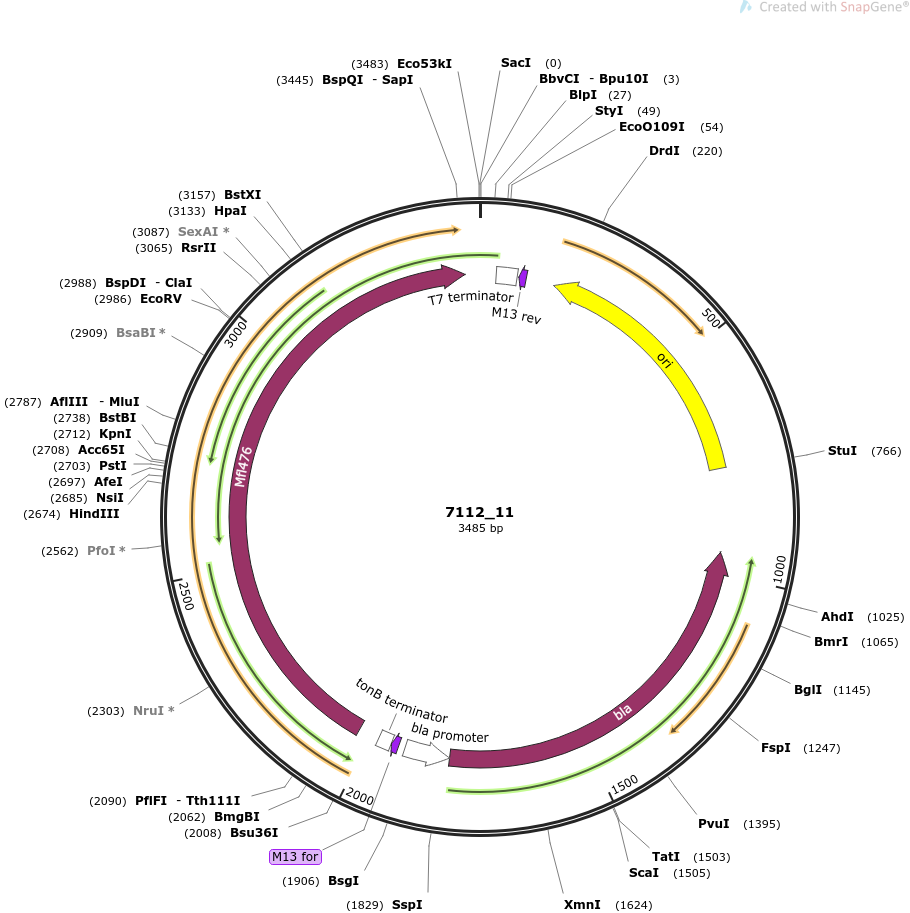 Created with SnapGene®
(3483) Eco53kI
SacI (0)
(3445) BspQI - SapI
BbvCI - Bpu10I (3)
BlpI (27)
StyI (49)
EcoO109I (54)
DrdI (220)
(3157) BstXI
(3133) HpaI
(3087) SexAI *
(3065) RsrII
(2988) BspDI - ClaI
(2986) EcoRV
(2909) BsaBI *
(2787) AflIII - MluI
(2738) BstBI
(2712) KpnI
(2708) Acc65I
(2703) PstI
(2697) AfeI
(2685) NsiI
(2674) HindIII
(2562) PfoI *
(2303) NruI *
(2090) PflFI - Tth111I
(2062) BmgBI
(2008) Bsu36I
M13 for
(1906) BsgI
(1829) SspI
StuI (766)
AhdI (1025)
BmrI (1065)
BglI (1145)
FspI (1247)
PvuI (1395)
TatI (1503)
ScaI (1505)
XmnI (1624)
T7 terminator
M13 rev
ori
500
1000
1500
2000
2500
3000
Mfl476
7112_11
3485 bp
tonB terminator
bla promoter
bla